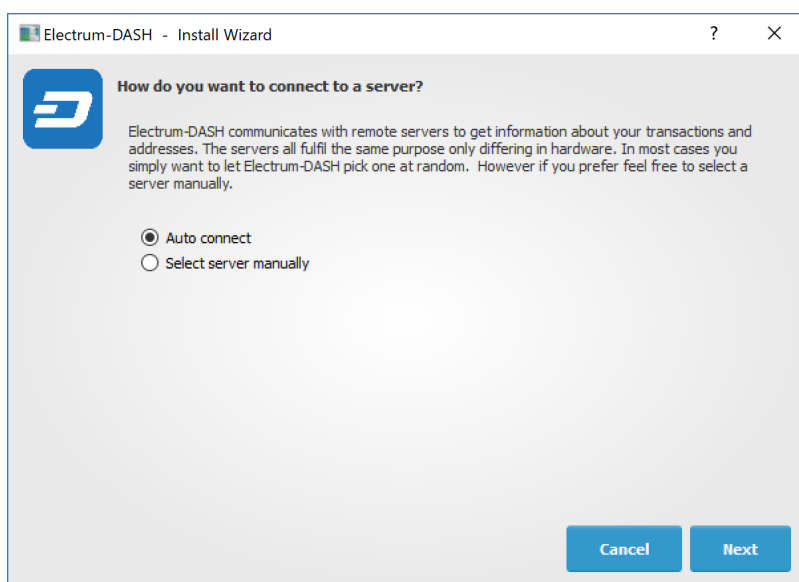 Electrum-DASH - Install Wizard
?
How do you want to connect to a server?
Electrum-DASH communicates with remote servers to get information about your transactions and
addresses. The servers all fulfil the same purpose only differing in hardware. In most cases you
simply want to let Electrum-DASH pick one at random.  However if you prefer feel free to select a
server manually.
Auto connect
Select server manually
Cancel Next